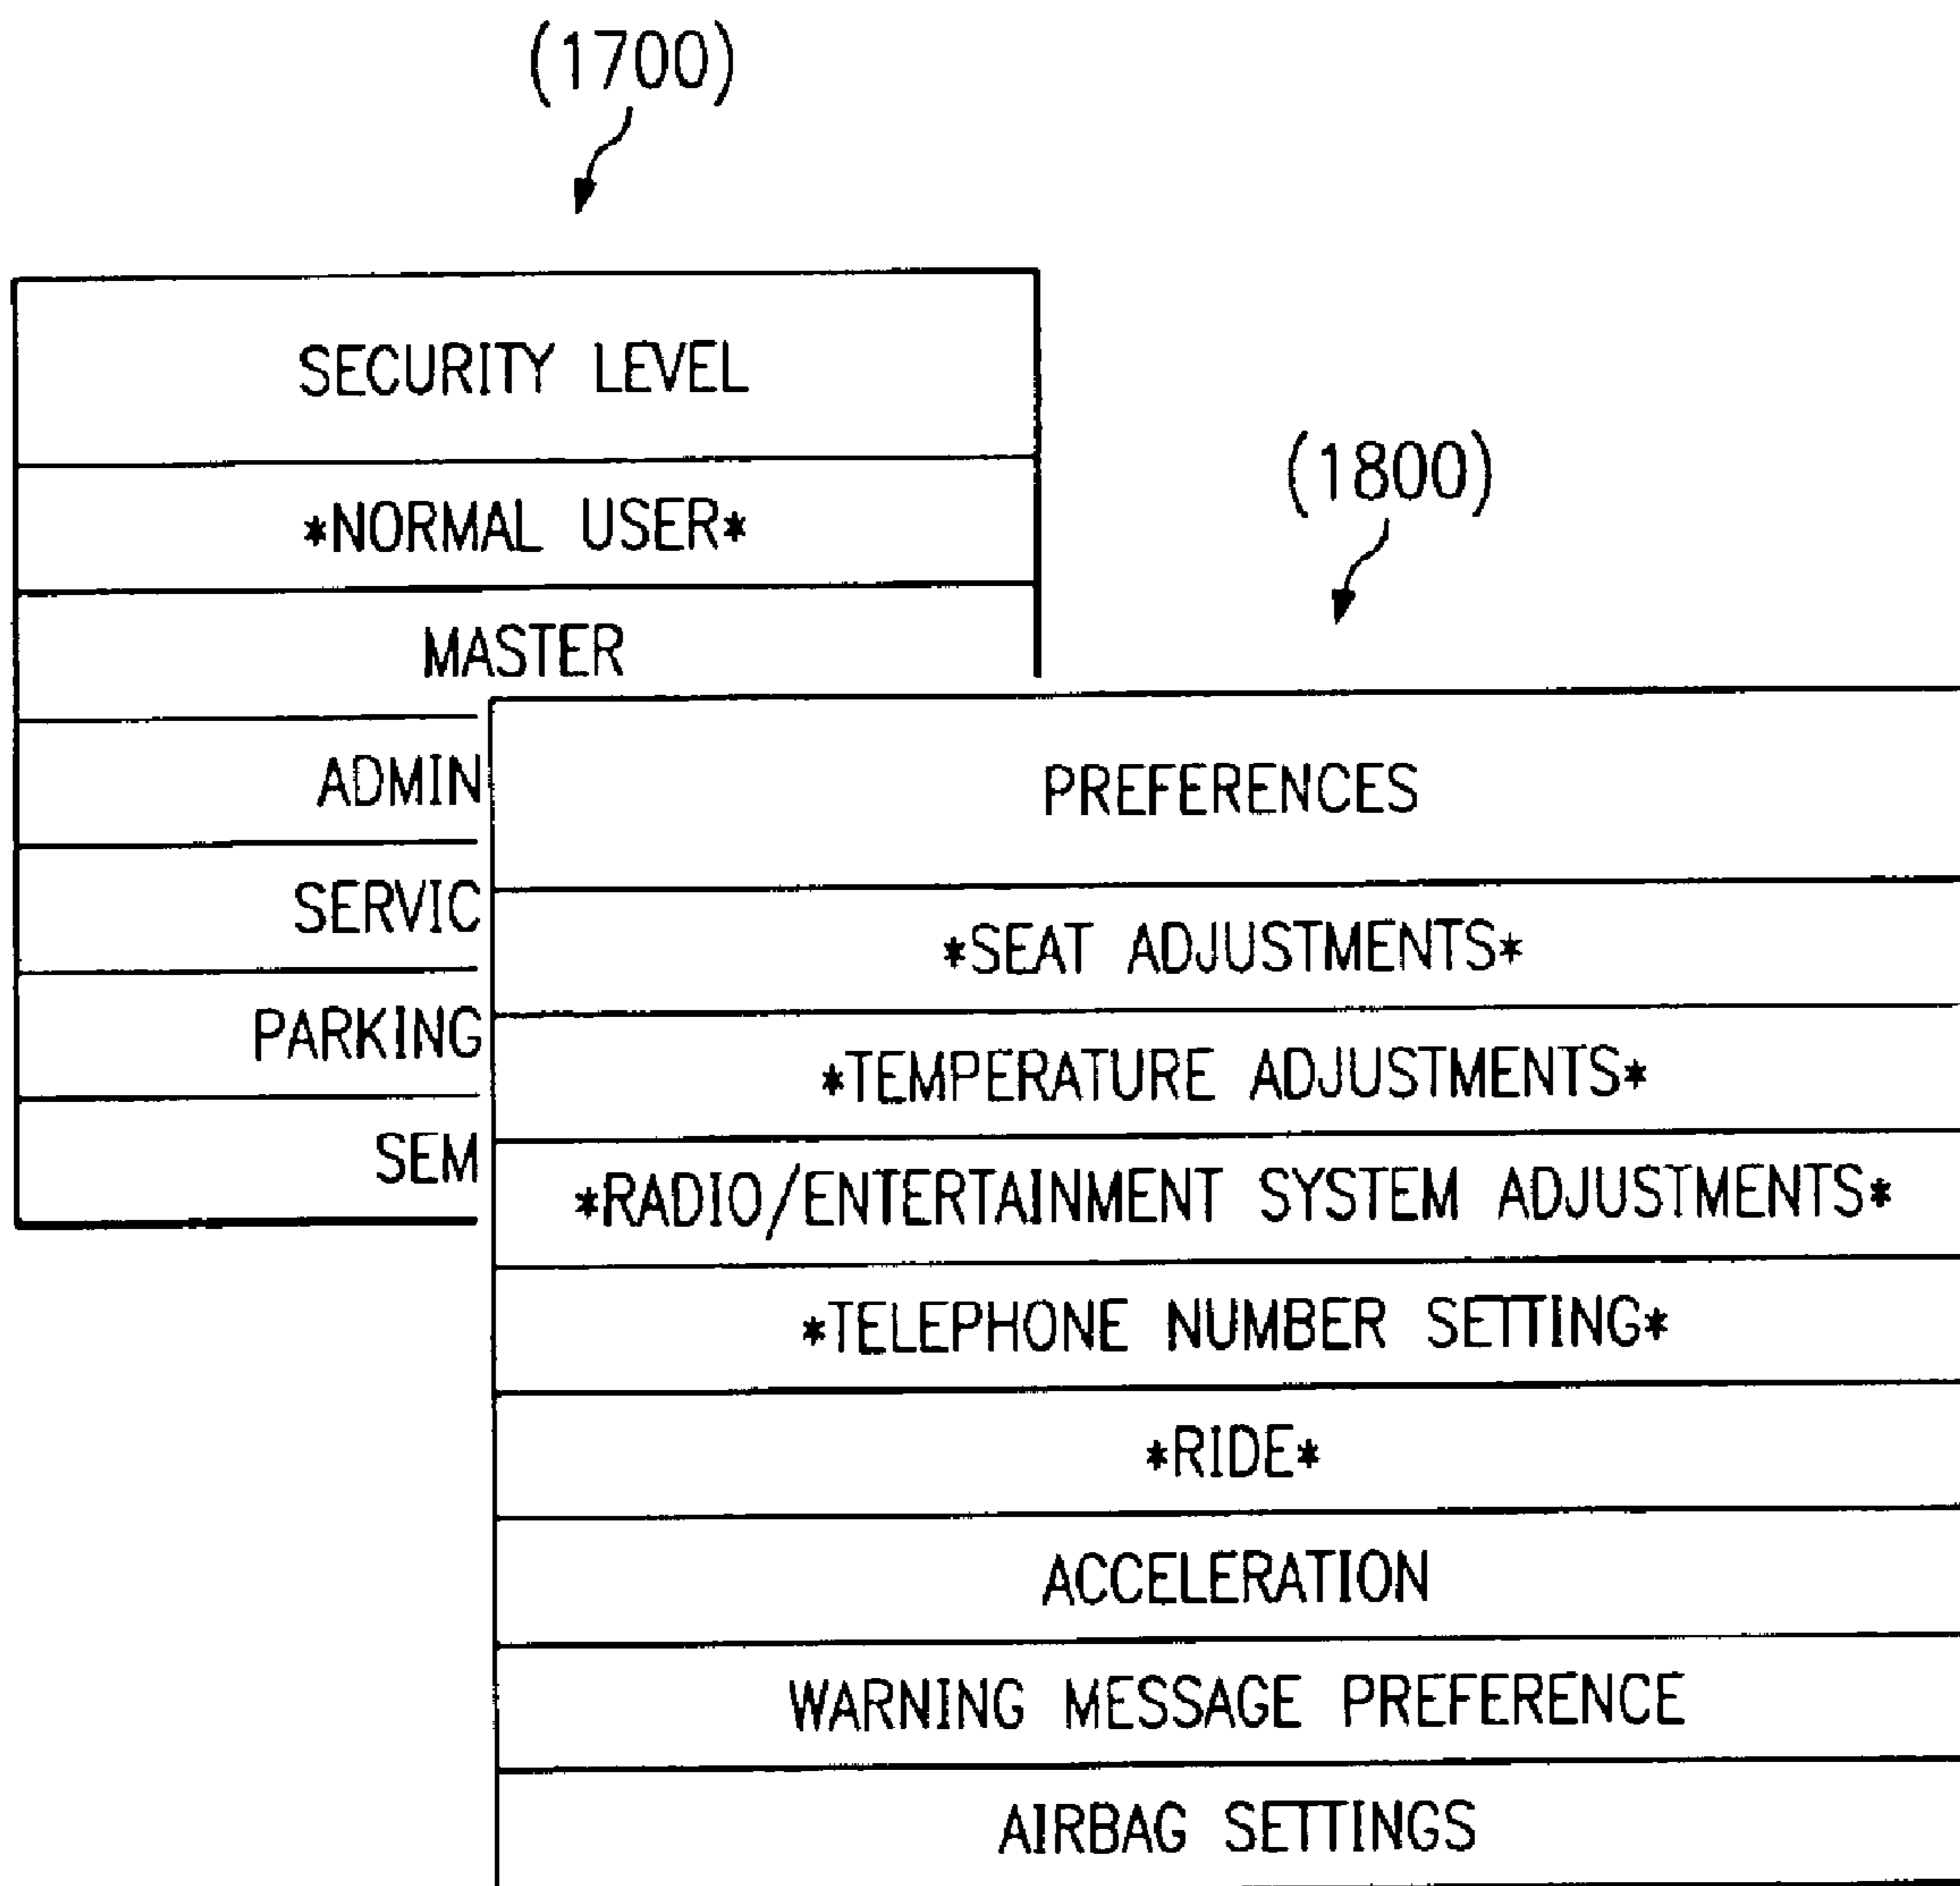 (1700)
SECURITY LEVEL
*NORMAL USER*
MASTER
ADMIN
SERVIC
PARKING
SEM
(1800)
PREFERENCES
*SEAT ADJUSTMENTS*
*TEMPERATURE ADJUSTMENTS*
*RADIO/ENTERTAINMENT SYSTEM ADJUSTMENTS*
*TELEPHONE NUMBER SETTING*
*RIDE*
ACCELERATION
WARNING MESSAGE PREFERENCE
AIRBAG SETTINGS